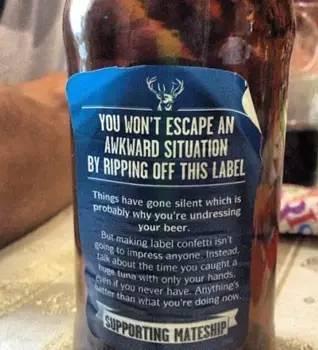 YOU WON'T ESCAPE AN
AWKWARD SITUATION
BY RIPPING OFF THIS LABEL
Things have gone silent which is
probably why you're undressing
your beer.
But making label confetti isn't
going to impress anyone. Instead,
talk about the time you caught a
huge tuna with only your hands,
even if you never have. Anything's
better than what you're doing now.
SUPPORTING MATESHIP